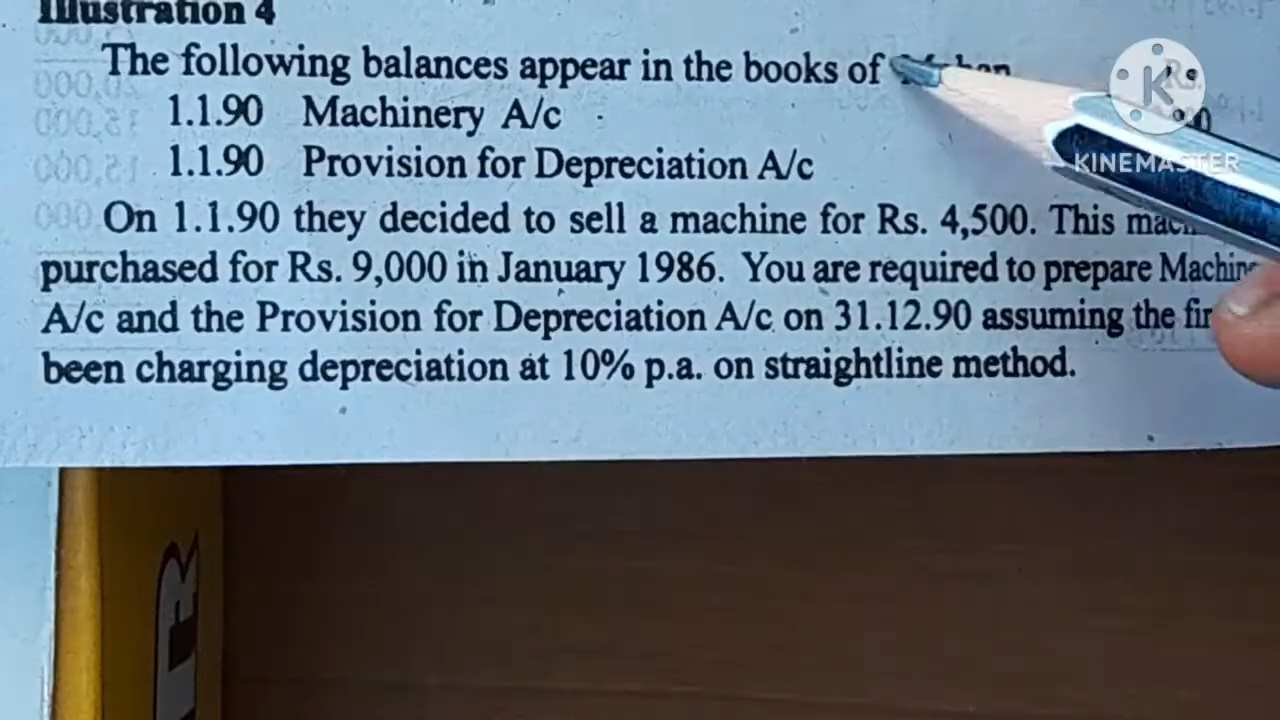 Illustration 4
The following balances appear in the books of
Rs.
1.1.90 Machinery A/c
1.1.90 Provision for Depreciation A/c
KINEMASTER
On 1.1.90 they decided to sell a machine for Rs. 4,500. This
purchased for Rs. 9,000 in January 1986. You are required to prepare
A/c and the Provision for Depreciation A/c on 31.12.90 assuming the
been charging depreciation at 10% p.a. on straightline method.